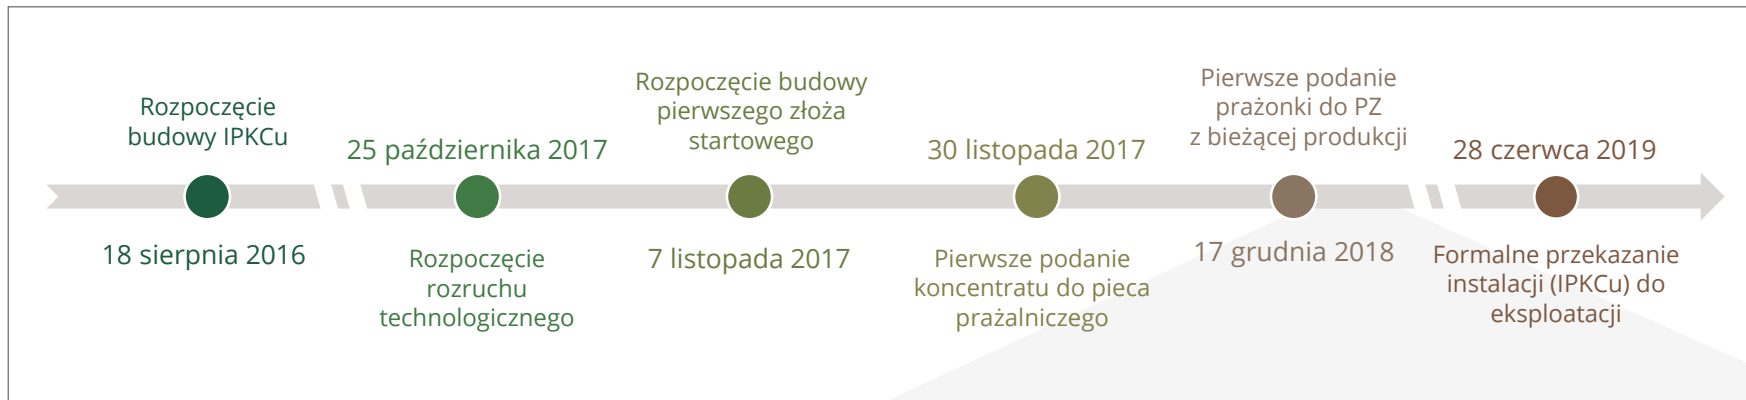 Rozpoczęcie
budowy IPKCu
18 sierpnia 2016
25 października 2017
Rozpoczęcie
rozruchu
technologicznego
Rozpoczęcie budowy
pierwszego złoża
startowego
7 listopada 2017
30 listopada 2017
Pierwsze podanie
koncentratu do pieca
prażalniczego
Pierwsze podanie
prażonki do PZ
z bieżącej produkcji
17 grudnia 2018
28 czerwca 2019
Formalne przekazanie
instalacji (IPKCu) do
eksploatacji